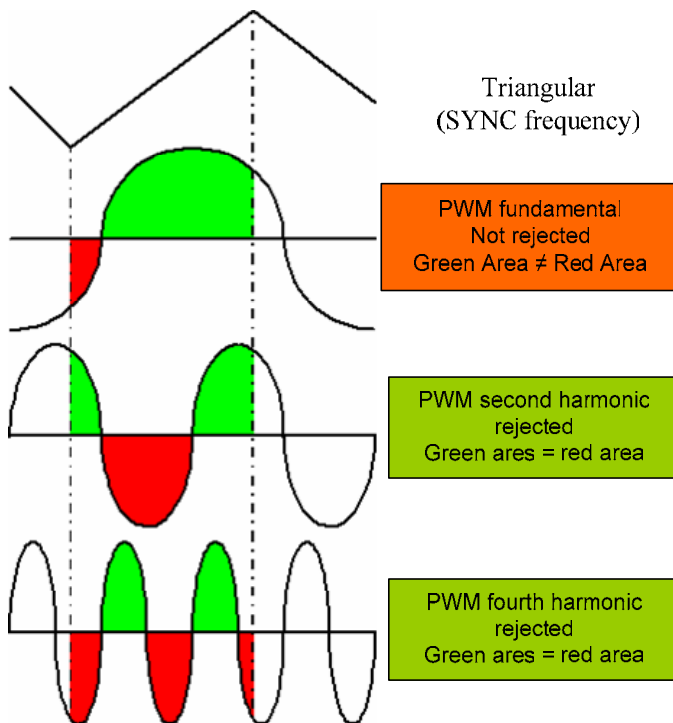 Triangular
(SYNC frequency)
PWM fundamental
Not rejected
Green Area ≠ Red Area
PWM second harmonic
rejected
Green ares = red area
PWM fourth harmonic
rejected
Green ares = red area